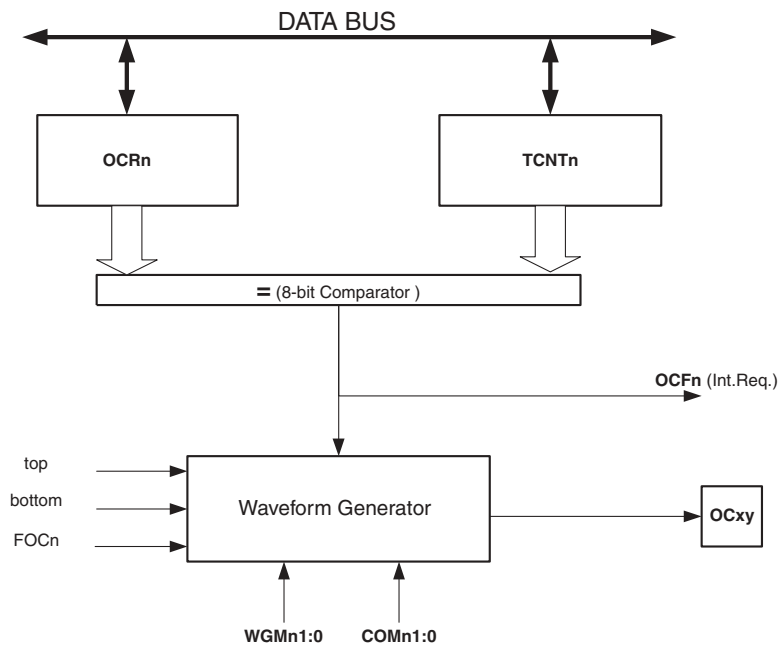 DATA BUS
OCRn
TCNTn
= (8-bit Comparator )
OCFn (Int.Req.)
top
bottom
FOCn
Waveform Generator
OCxy
WGMn1:0
COMn1:0